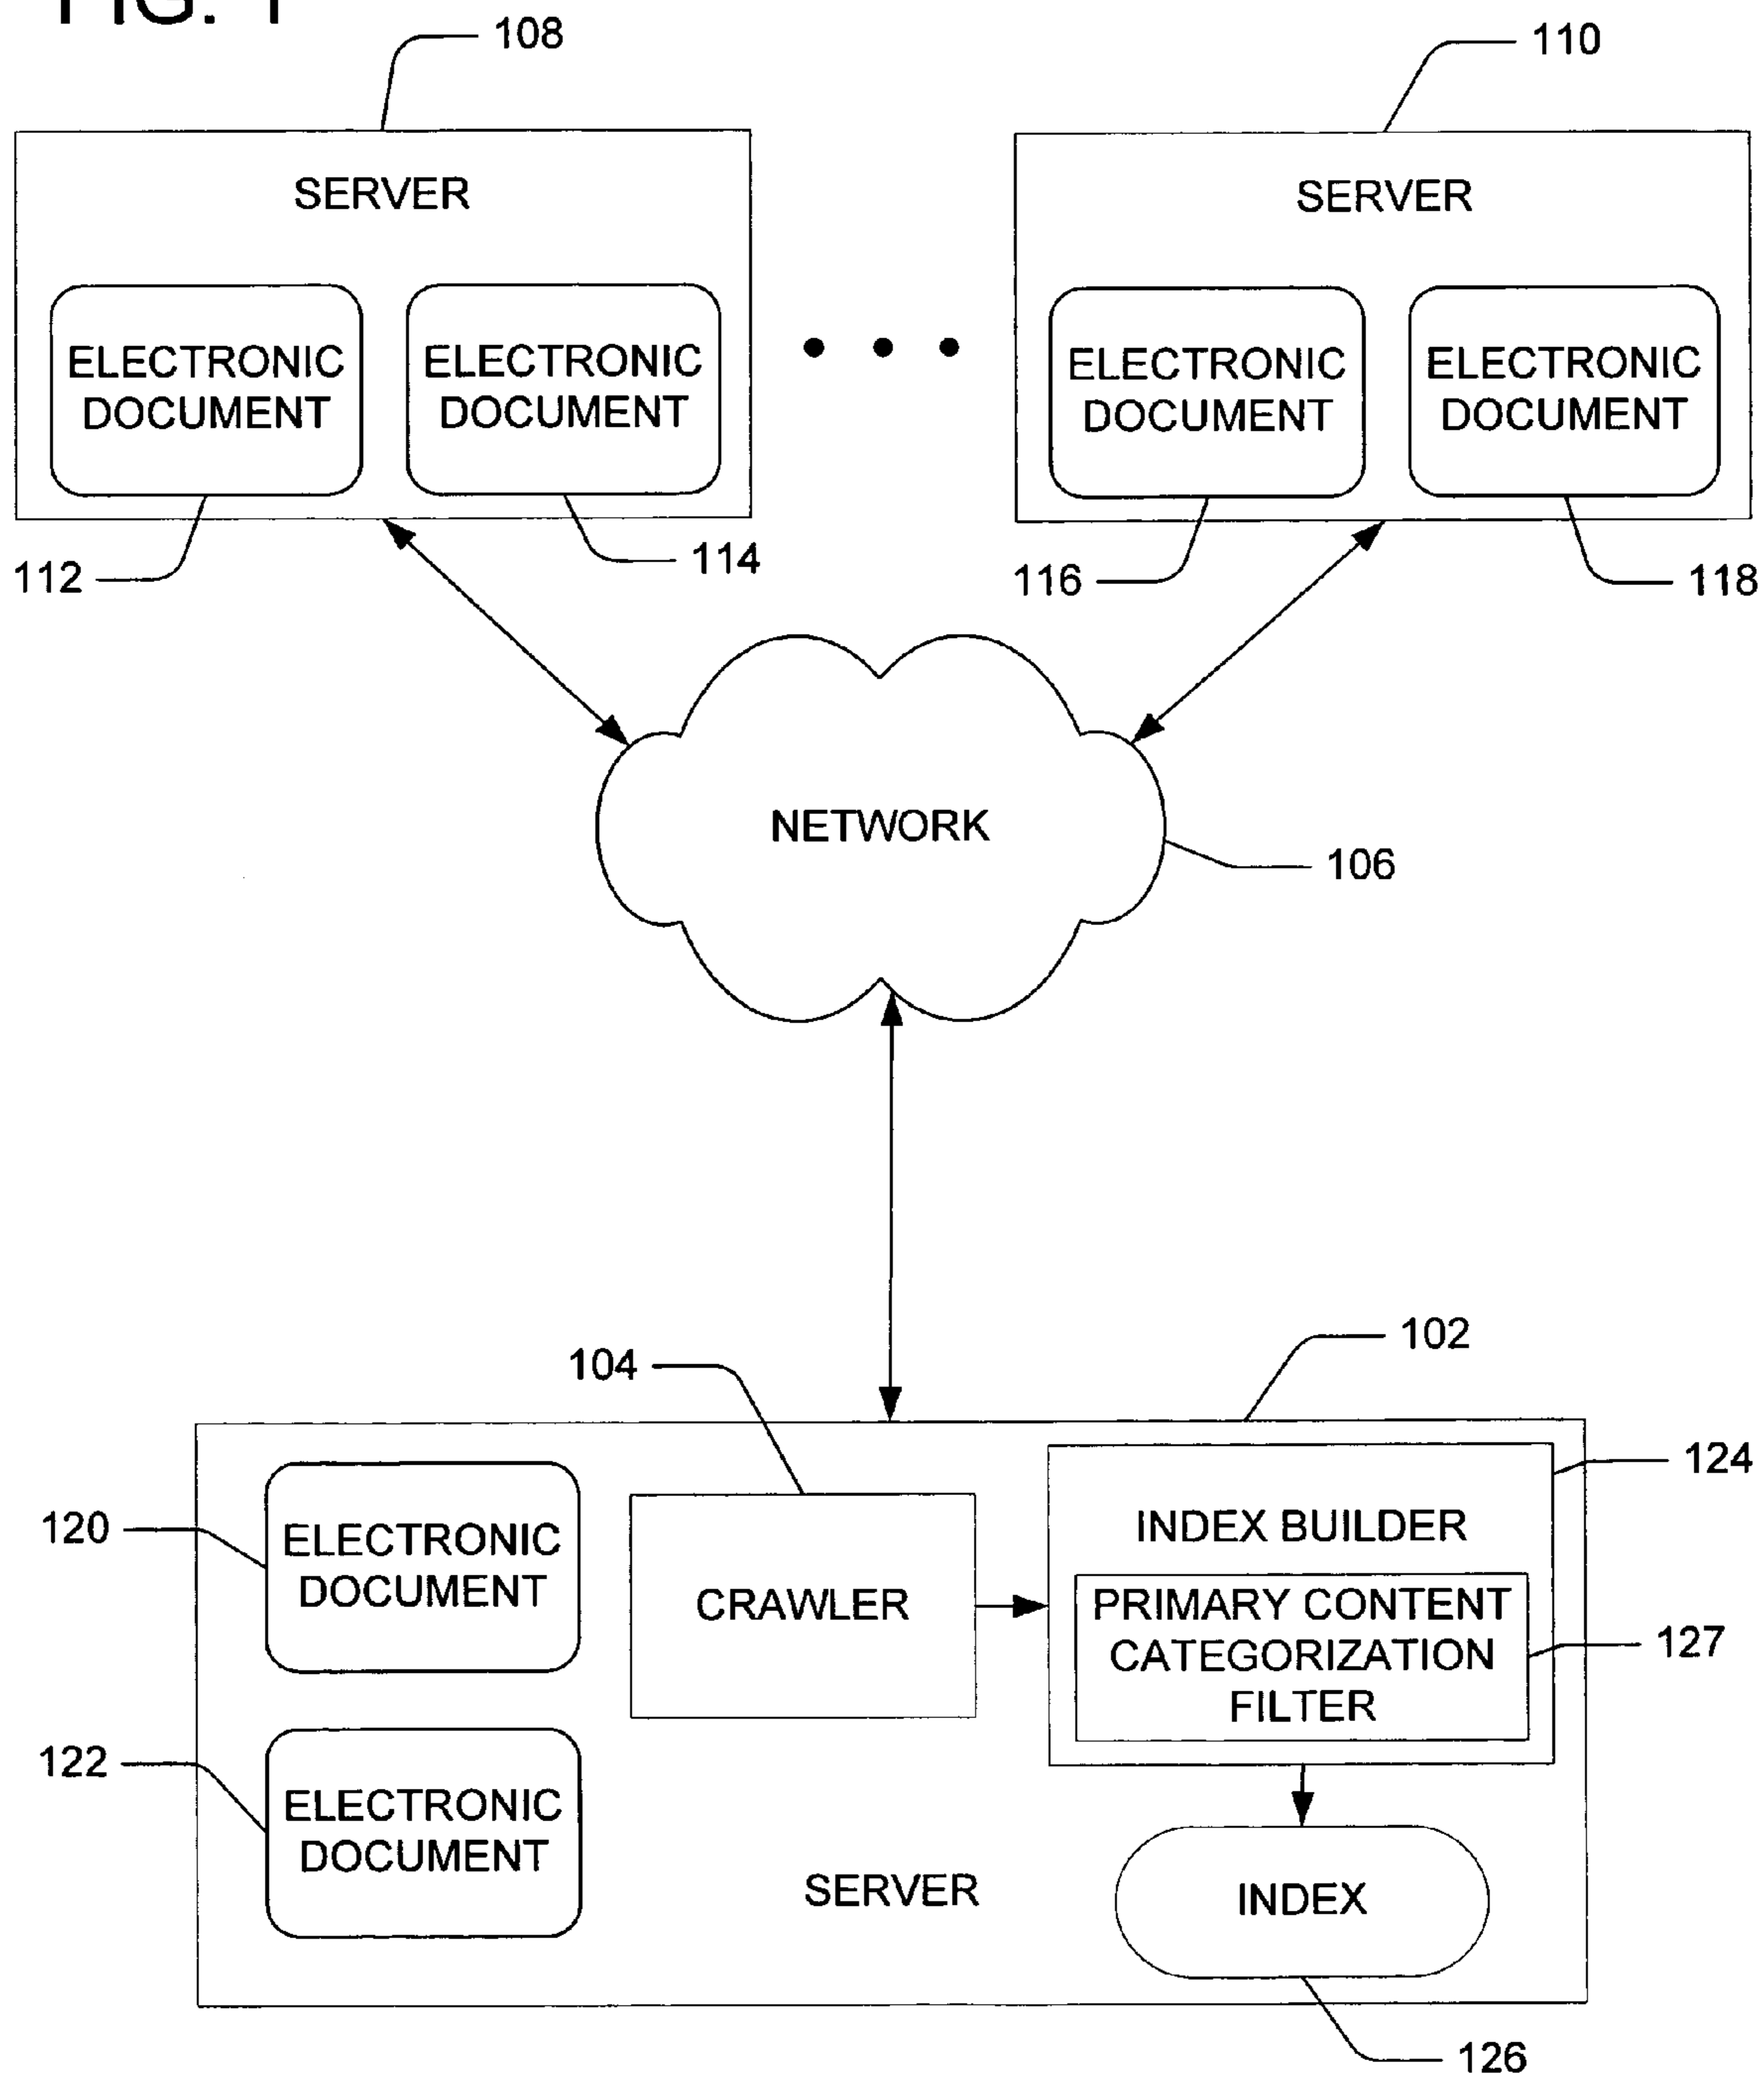 FIG. 1
108
110
SERVER
SERVER
ELECTRONIC
DOCUMENT
ELECTRONIC
DOCUMENT
ELECTRONIC
DOCUMENT
ELECTRONIC
DOCUMENT
112
114
116
118
NETWORK
106
102
104
124
120
ELECTRONIC
DOCUMENT
CRAWLER
INDEX BUILDER
PRIMARY CONTENT
CATEGORIZATION
FILTER
127
122
ELECTRONIC
DOCUMENT
SERVER
INDEX
126